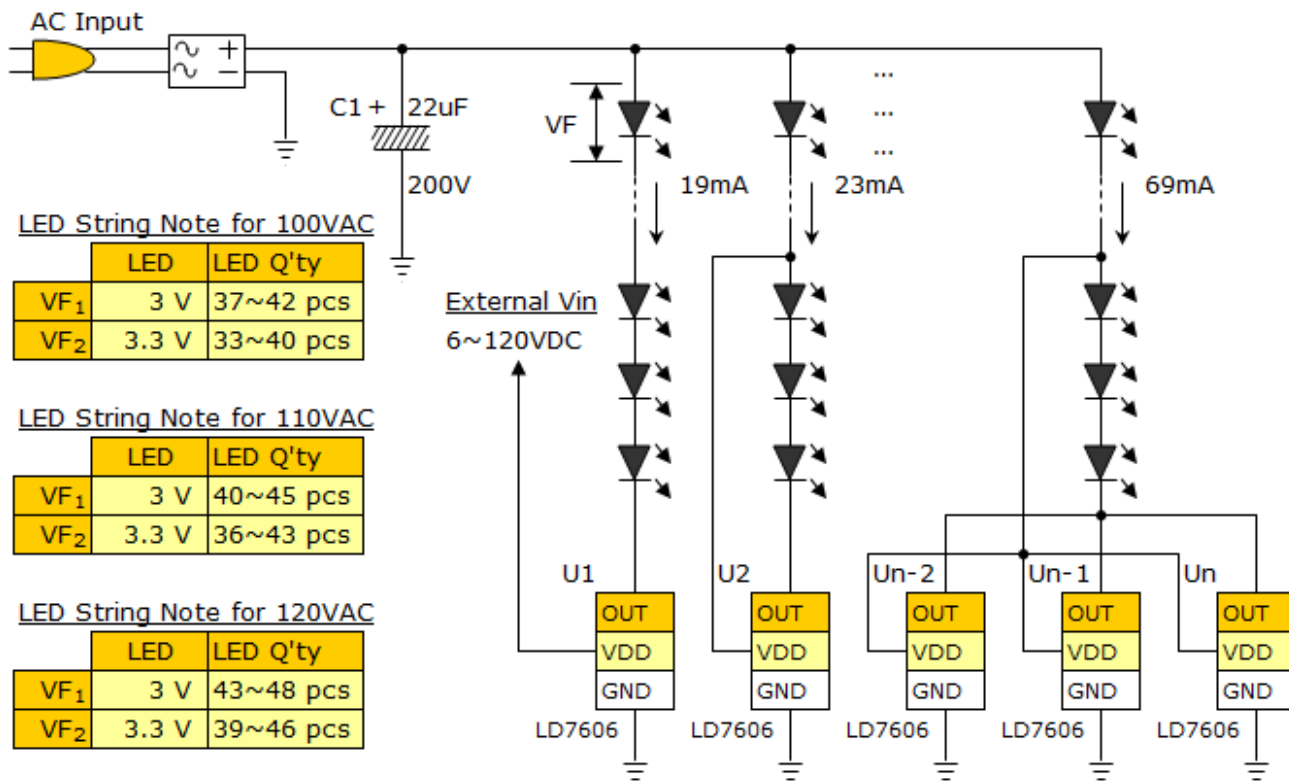 AC Input
+
−
C1 + 22uF
200V
VF
...
...
...
19mA
23mA
69mA
LED String Note for 100VAC
LED LED Q'ty
VF1 3 V 37~42 pcs
VF2 3.3 V 33~40 pcs
External Vin
6~120VDC
LED String Note for 110VAC
LED LED Q'ty
VF1 3 V 40~45 pcs
VF2 3.3 V 36~43 pcs
LED String Note for 120VAC
LED LED Q'ty
VF1 3 V 43~48 pcs
VF2 3.3 V 39~46 pcs
U1 U2 Un-2 Un-1 Un
OUT OUT OUT OUT OUT
VDD VDD VDD VDD VDD
GND GND GND GND GND
LD7606 LD7606 LD7606 LD7606 LD7606